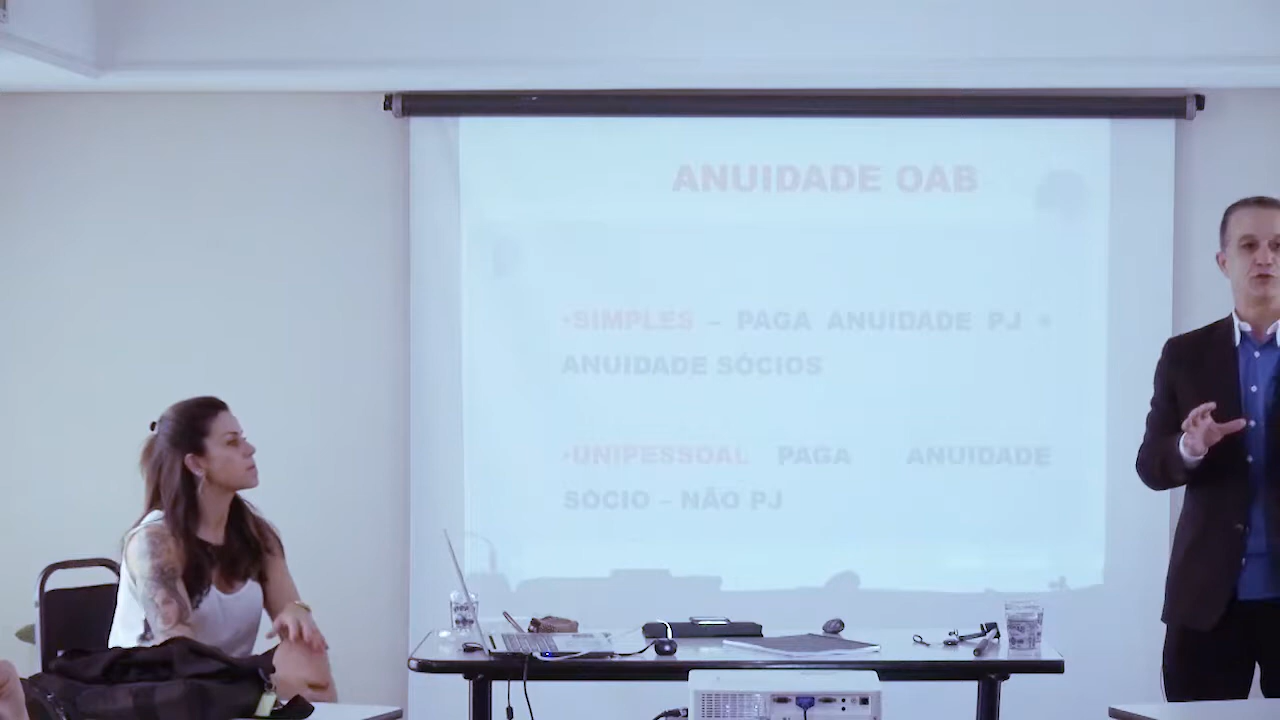 ANUIDADE OAB
•SIMPLES – PAGA ANUIDADE PJ +
ANUIDADE SÓCIOS
•UNIPESSOAL PAGA ANUIDADE
SÓCIO – NÃO PJ